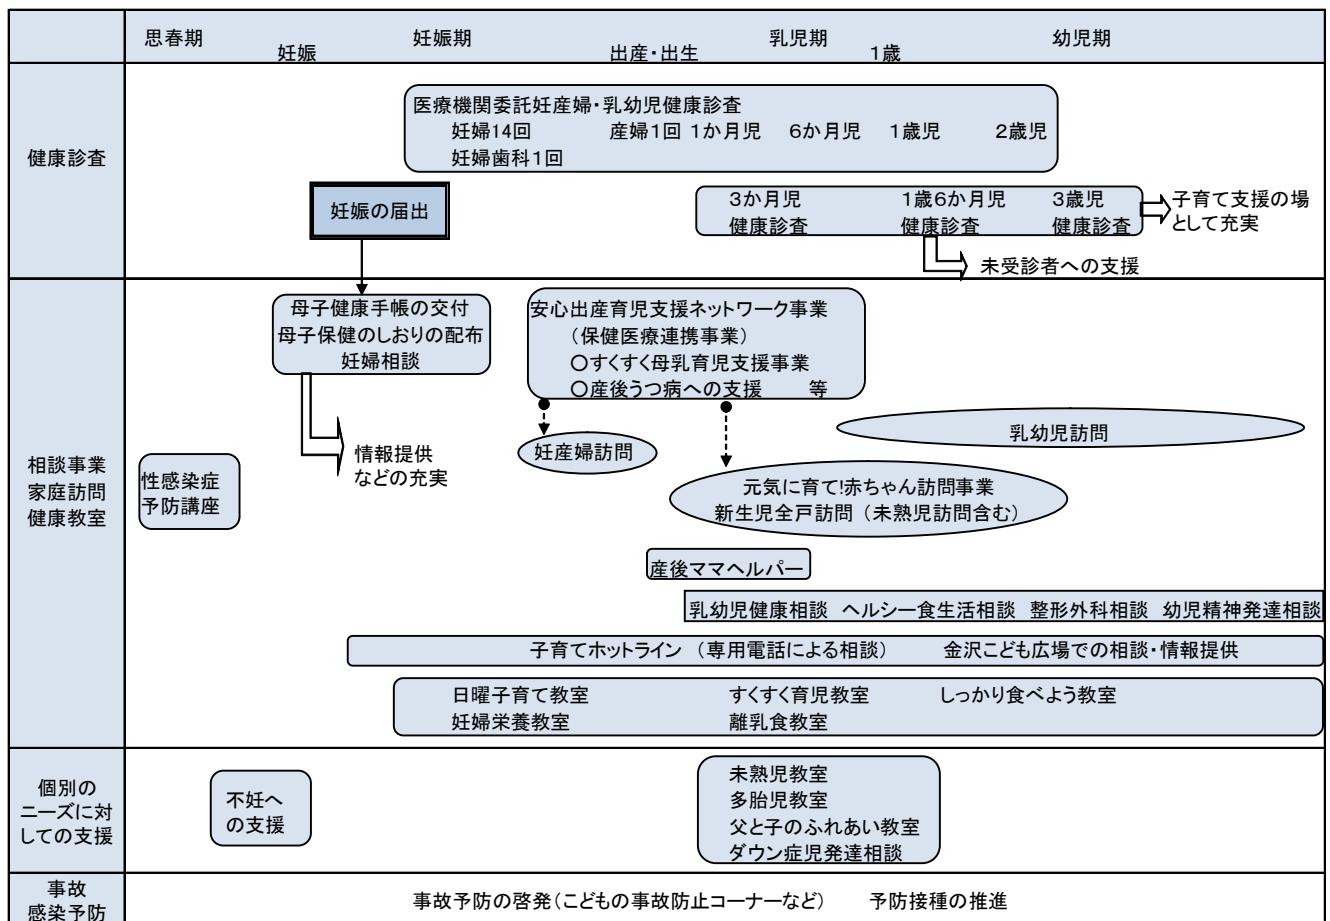 思春期 妊娠期 乳児期 幼児期
妊娠 出産・出生 1歳
健康診査
医療機関委託妊産婦・乳幼児健康診査
妊婦14回 産婦1回 1か月児 6か月児 1歳児 2歳児
妊婦歯科1回
妊娠の届出
3か月児 1歳6か月児 3歳児
健康診査 健康診査 健康診査
子育て支援の場
として充実
未受診者への支援
相談事業
家庭訪問
健康教室
母子健康手帳の交付
母子保健のしおりの配布
妊婦相談
安心出産育児支援ネットワーク事業
(保健医療連携事業)
○すくすく母乳育児支援事業
○産後うつ病への支援 等
情報提供
などの充実
妊産婦訪問
乳幼児訪問
性感染症
予防講座
元気に育て!赤ちゃん訪問事業
新生児全戸訪問(未熟児訪問含む)
産後ママヘルパー
乳幼児健康相談 ヘルシー食生活相談 整形外科相談 幼児精神発達相談
子育てホットライン (専用電話による相談) 金沢こども広場での相談・情報提供
日曜子育て教室 すくすく育児教室 しっかり食べよう教室
妊婦栄養教室 離乳食教室
個別の
ニーズに対
しての支援
不妊へ
の支援
未熟児教室
多胎児教室
父と子のふれあい教室
ダウン症児発達相談
事故
感染予防
事故予防の啓発(こどもの事故防止コーナーなど) 予防接種の推進